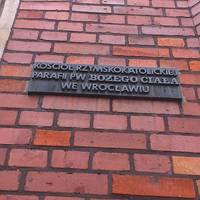 KOŚCIÓŁ RZYMSKOKATOLICKIEJ
PARAFII PW BOŻEGO CIAŁA
WE WROCŁAWIU